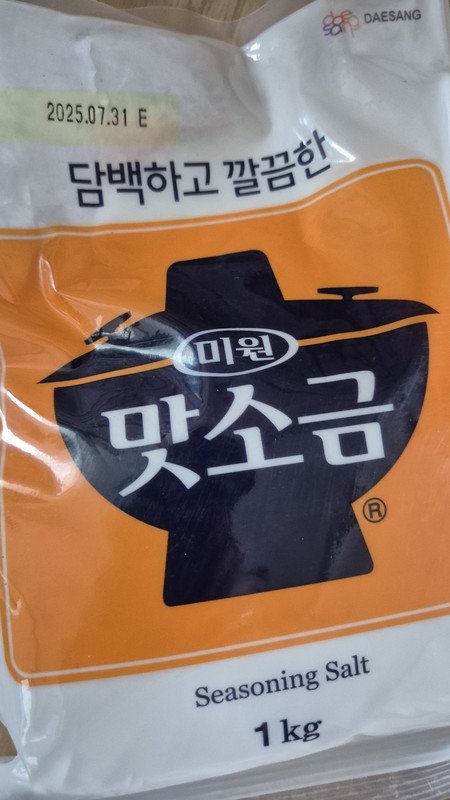 daesang DAESANG
2025.07.31 E
담백하고 깔끔한
미원
맛소금
®
Seasoning Salt
1 kg